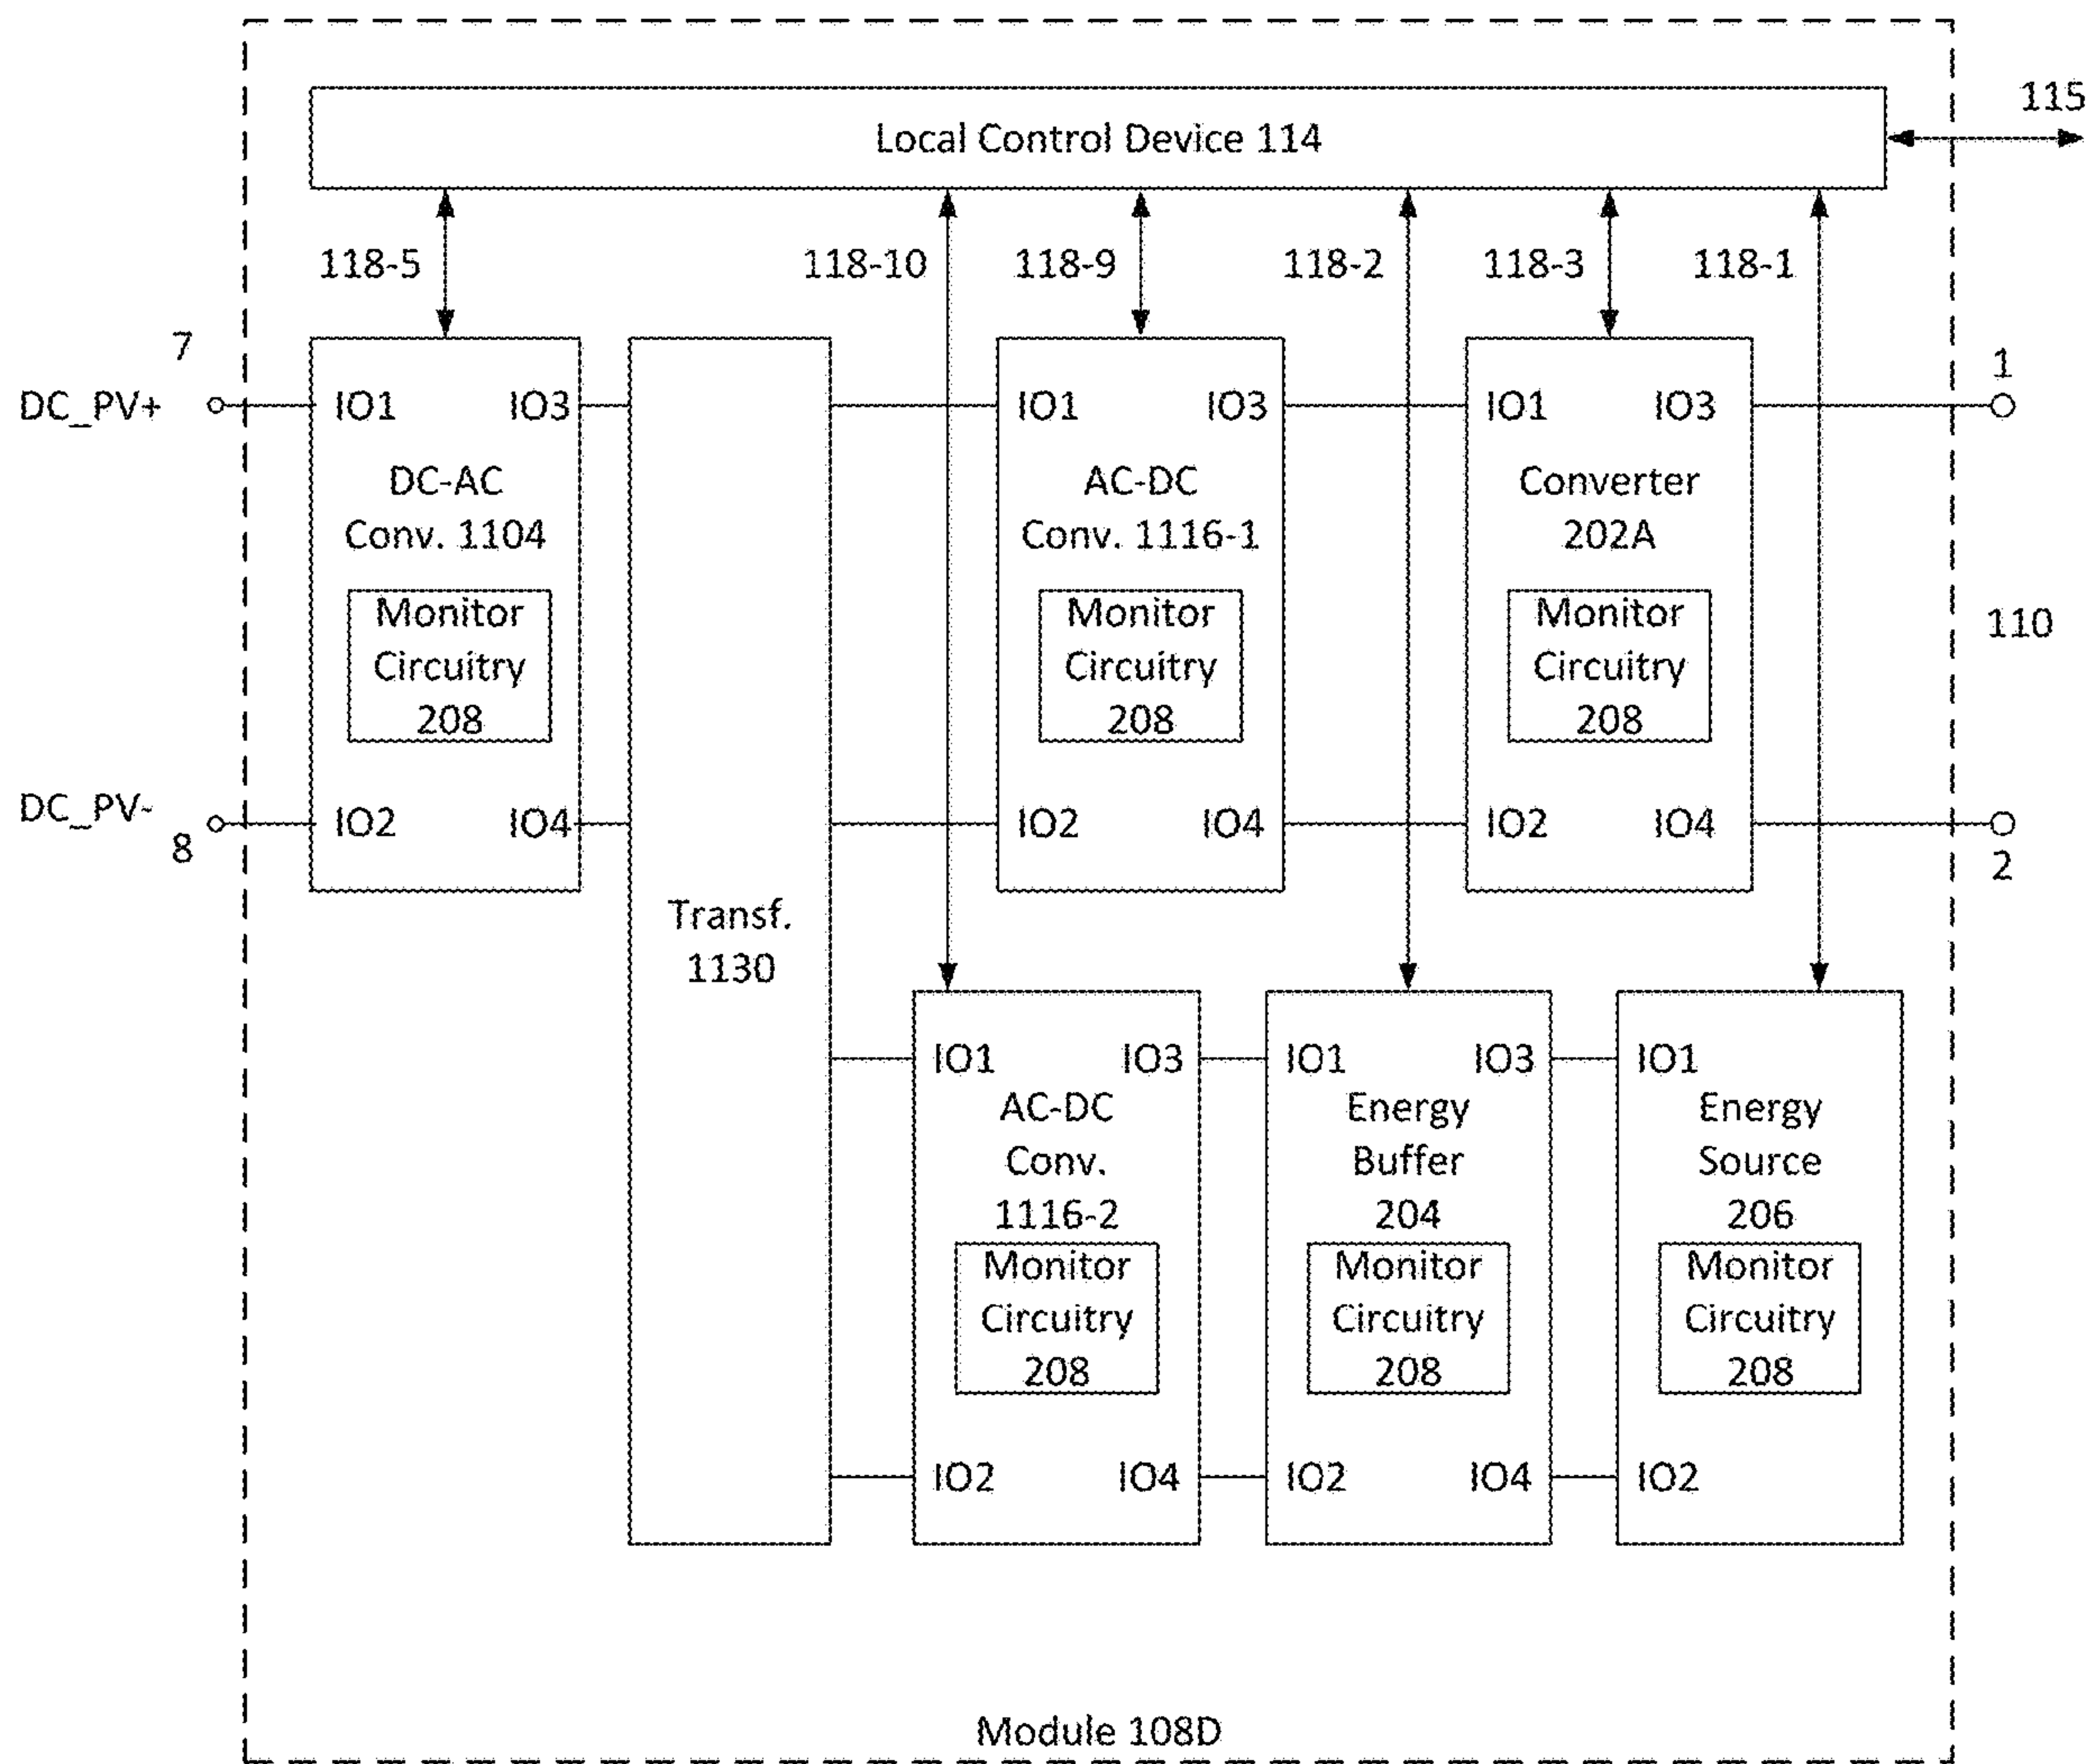 115
Local Control Device 114
118-5
118-10
118-9
118-2
118-3
118-1
7
DC_PV+
IO1
IO3
DC-AC
Conv. 1104
Monitor
Circuitry
208
IO2
IO4
DC_PV-
8
Transf.
1130
IO1
IO3
AC-DC
Conv. 1116-1
Monitor
Circuitry
208
IO2
IO4
IO1
IO3
Converter
202A
Monitor
Circuitry
208
IO2
IO4
1
110
2
IO1
IO3
AC-DC
Conv.
1116-2
Monitor
Circuitry
208
IO2
IO4
IO1
IO3
Energy
Buffer
204
Monitor
Circuitry
208
IO2
IO4
IO1
Energy
Source
206
Monitor
Circuitry
208
IO2
Module 108D